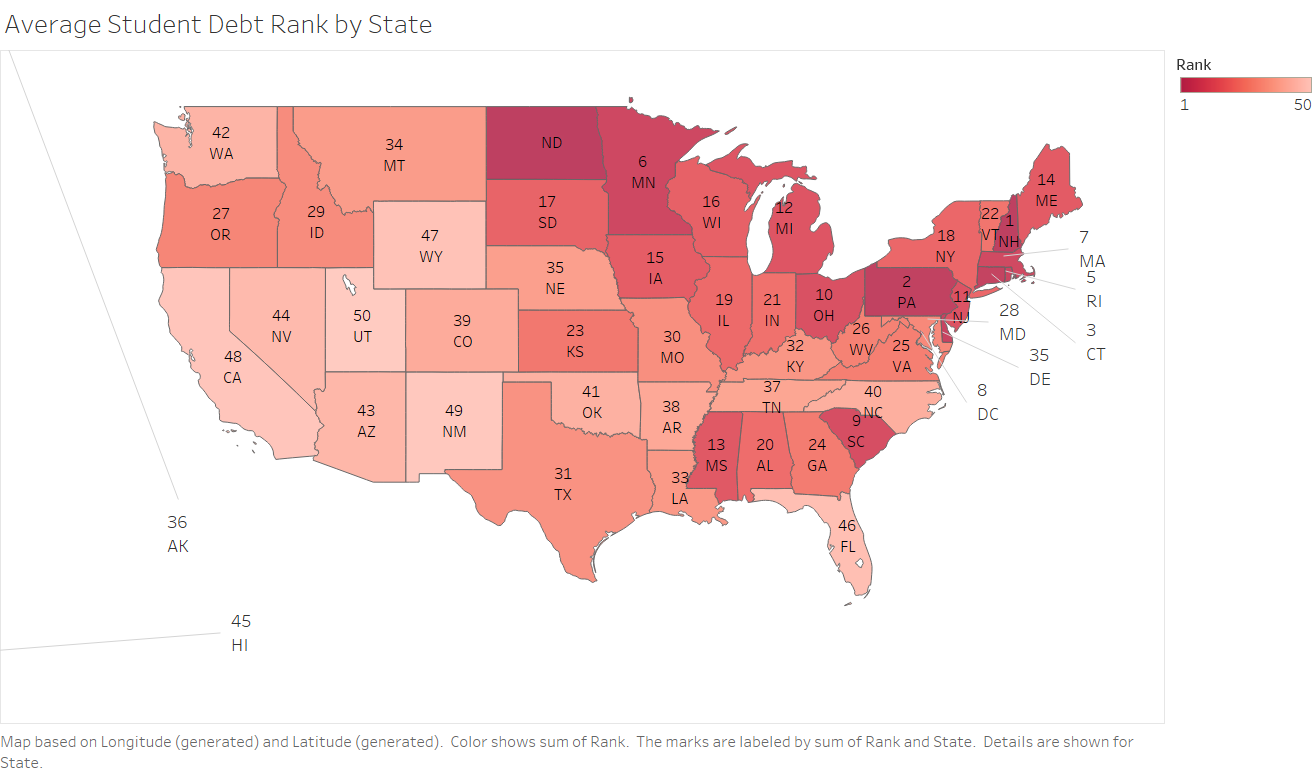 Average Student Debt Rank by State
Rank
1
50
42
WA
34
MT
ND
6
MN
27
OR
29
ID
47
WY
17
SD
16
WI
12
MI
14
ME
22
VT
1
NH
18
NY
7
MA
5
RI
3
CT
15
IA
35
NE
44
NV
50
UT
39
CO
48
CA
23
KS
30
MO
19
IL
21
IN
10
OH
2
PA
11
NJ
28
MD
35
DE
8
DC
26
WV
25
VA
32
KY
37
TN
40
NC
9
SC
43
AZ
49
NM
41
OK
38
AR
13
MS
20
AL
24
GA
31
TX
33
LA
46
FL
36
AK
45
HI
Map based on Longitude (generated) and Latitude (generated).  Color shows sum of Rank.  The marks are labeled by sum of Rank and State.  Details are shown for
State.